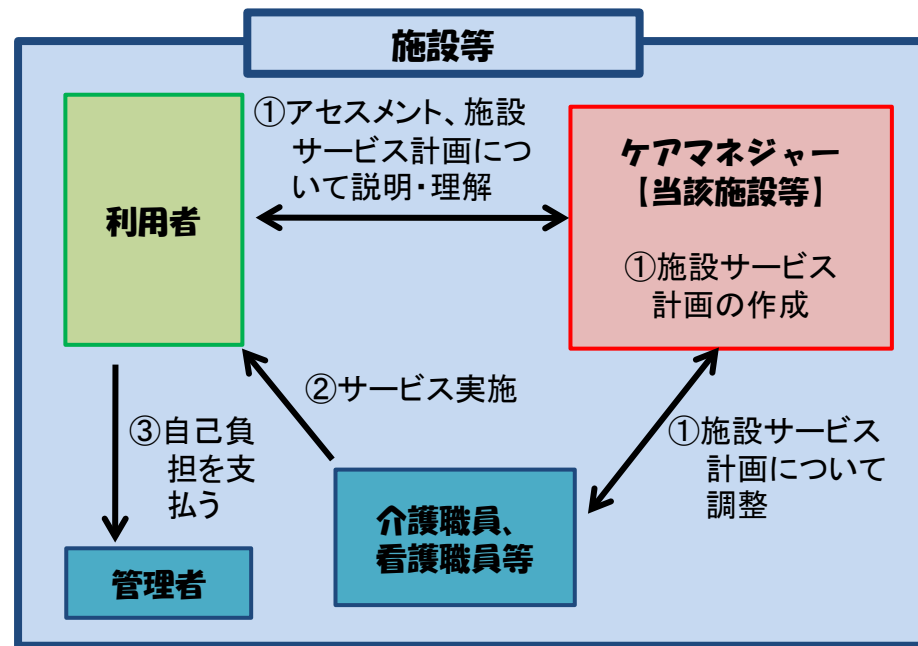 施設等
①アセスメント、施設
サービス計画につ
いて説明・理解
利用者
ケアマネジャー
【当該施設等】
①施設サービス
計画の作成
②サービス実施
③自己負
担を支
払う
①施設サービス
計画について
調整
介護職員、
看護職員等
管理者